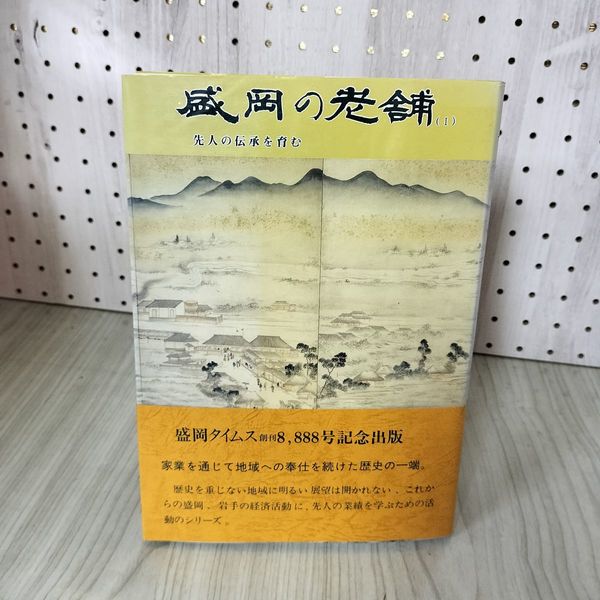 盛岡の老舗(1)
先人の伝承を育む
盛岡タイムス創刊8,888号記念出版
家業を通じて地域への奉仕を続けた歴史の一端。
歴史を重じない地域に明るい展望は開かれない、これか
らの盛岡、岩手の経済活動に、先人の業績を学ぶための活
動のシリーズ。